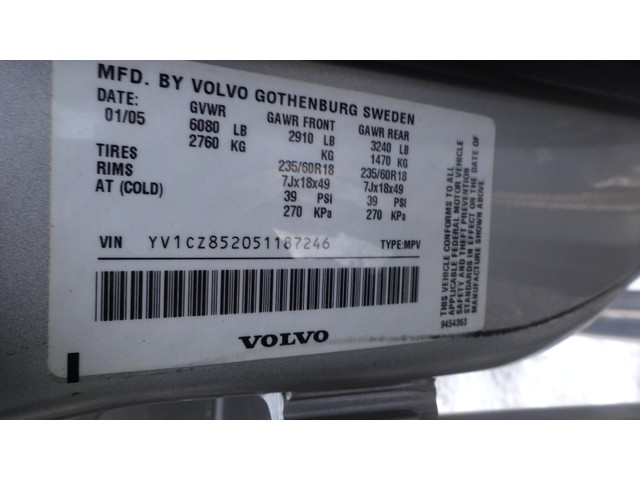 MFD. BY VOLVO GOTHENBURG SWEDEN
DATE: GVWR GAWR FRONT GAWR REAR
01/05 6080 LB 2910 LB 3240 LB
2760 KG KG 1470 KG
TIRES 235/60R18 235/60R18
RIMS 7Jx18x49 7Jx18x49
AT (COLD) 39 PSI 39 PSI
270 KPa 270 KPa
VIN YV1CZ852051187246 TYPE:MPV
VOLVO
THIS VEHICLE CONFORMS TO ALL
APPLICABLE FEDERAL MOTOR VEHICLE
SAFETY AND THEFT PREVENTION
STANDARDS IN EFFECT ON THE DATE OF
MANUFACTURE SHOWN ABOVE
9454363